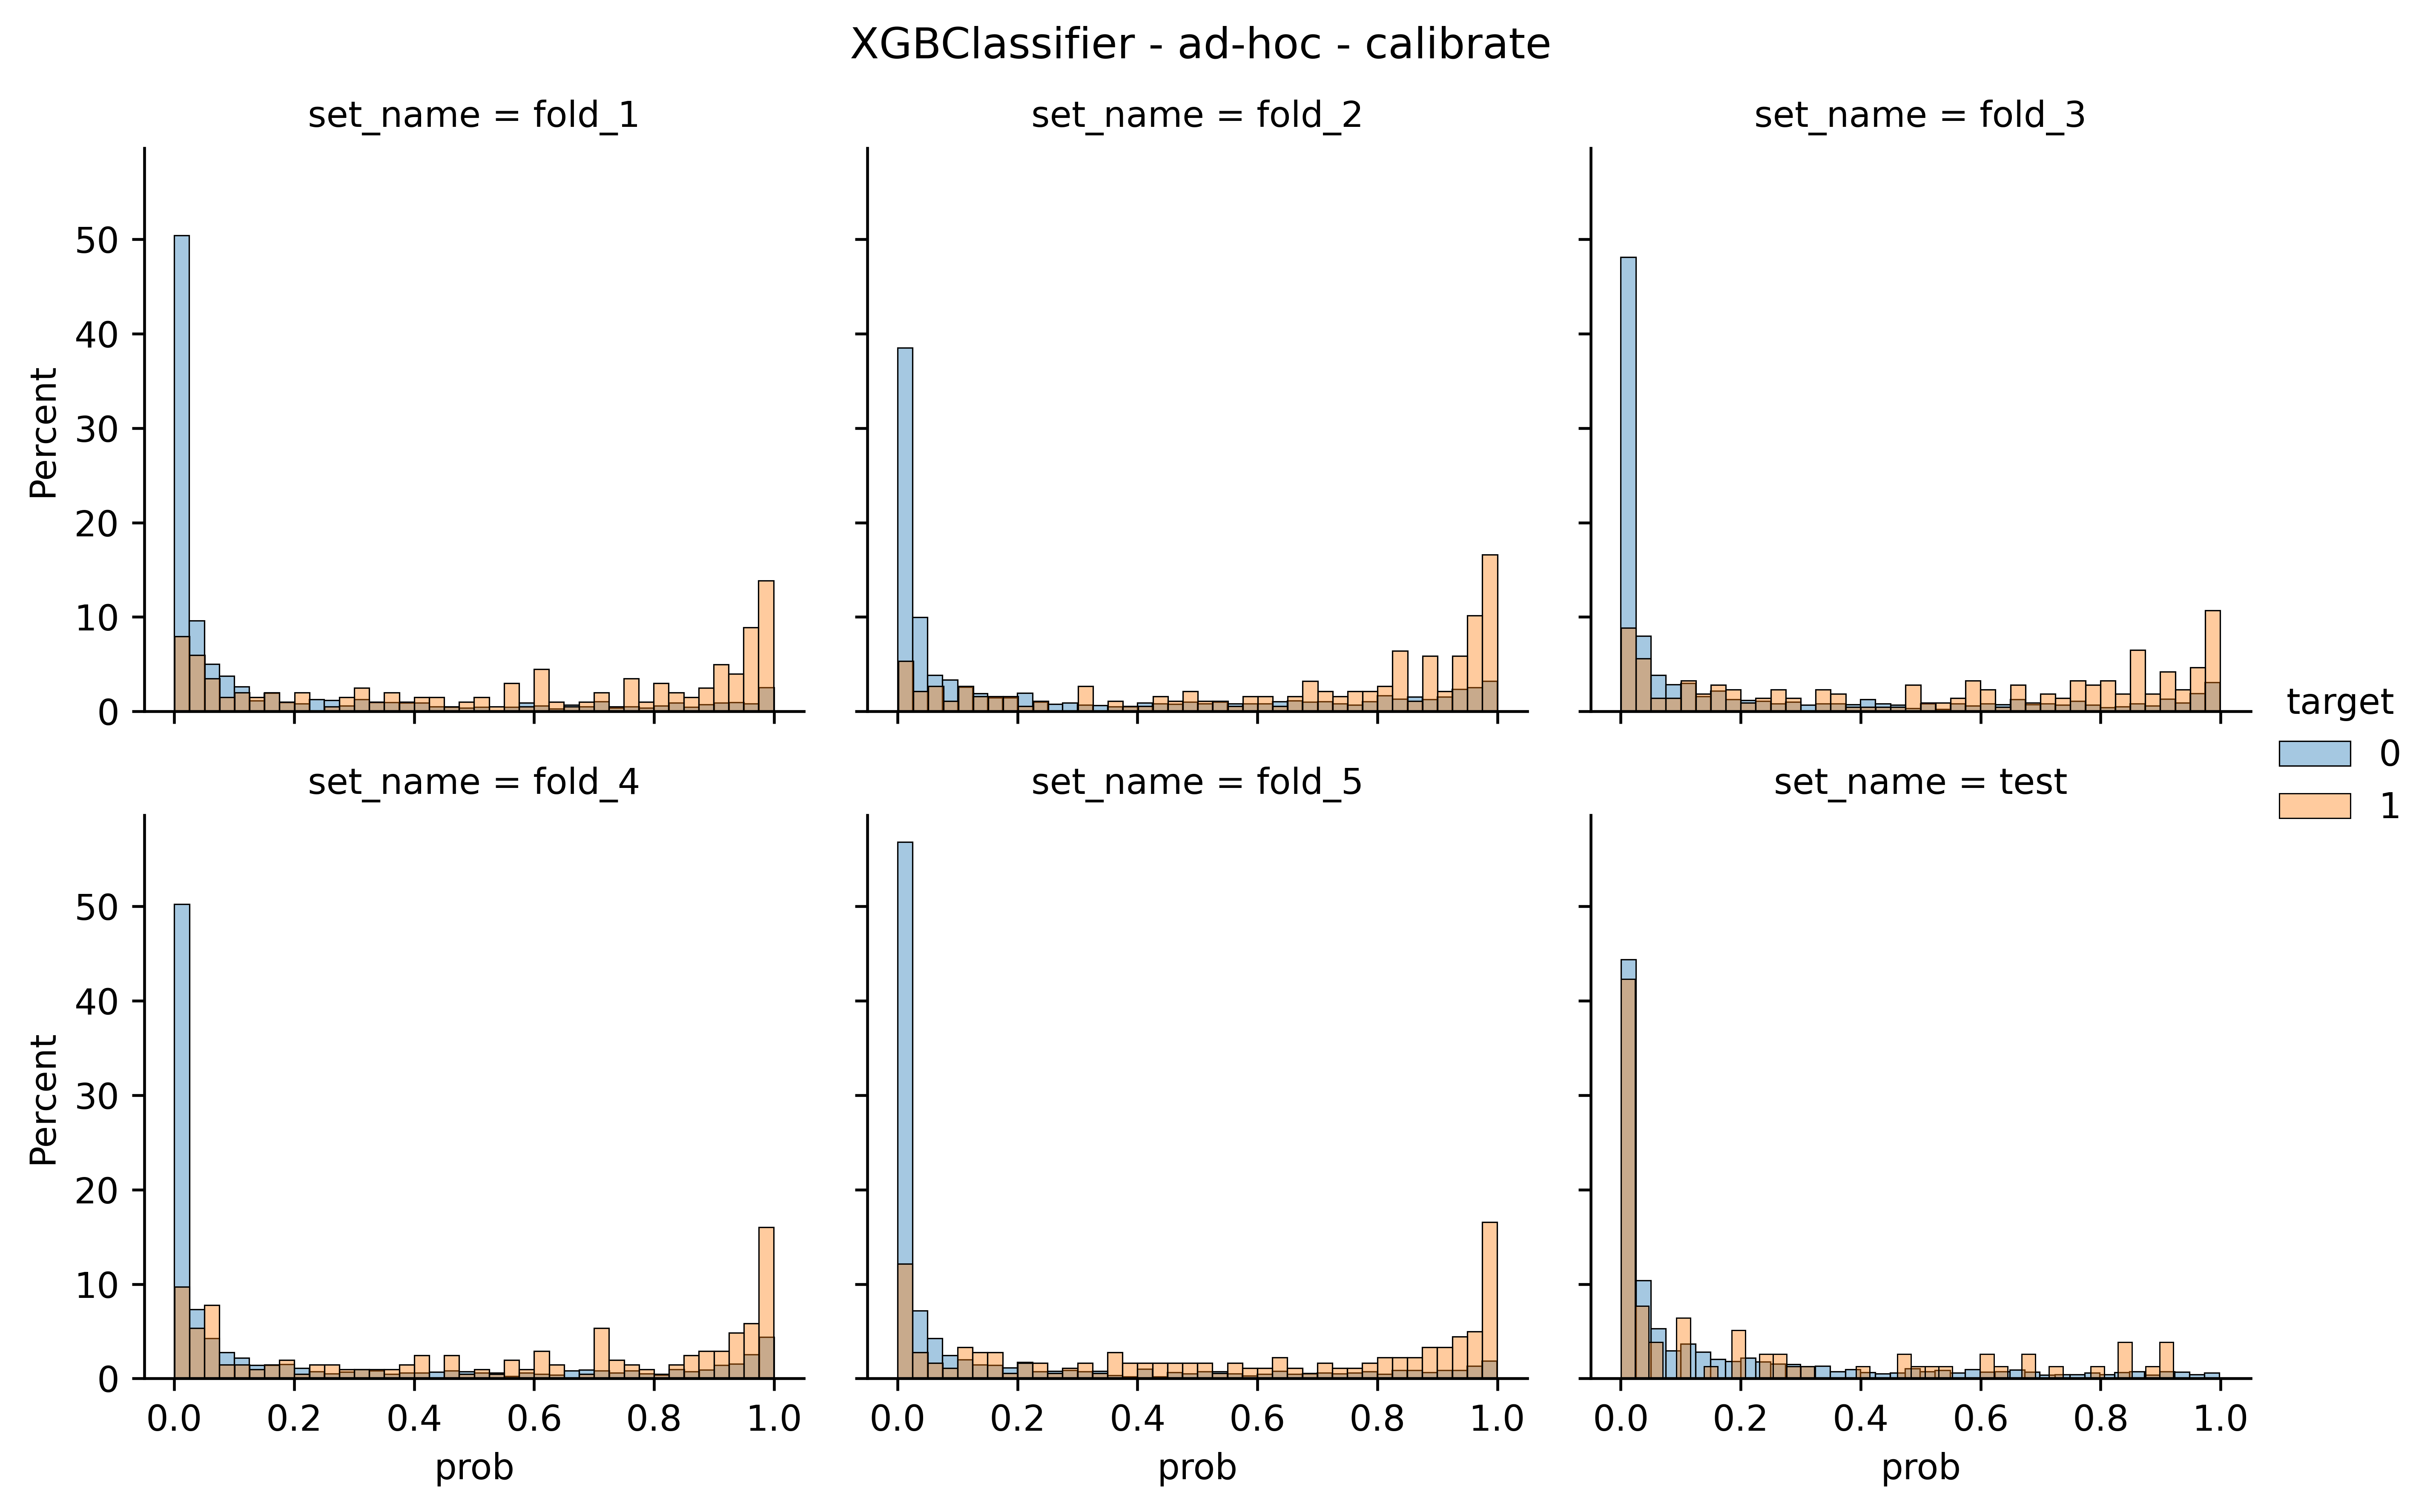 XGBClassifier - ad-hoc - calibrate
set_name = fold_1
set_name = fold_2
set_name = fold_3
50
40
30
20
10
0
Percent
set_name = fold_4
set_name = fold_5
set_name = test
target
0
1
50
40
30
20
10
0
Percent
0.0 0.2 0.4 0.6 0.8 1.0
0.0 0.2 0.4 0.6 0.8 1.0
0.0 0.2 0.4 0.6 0.8 1.0
prob
prob
prob